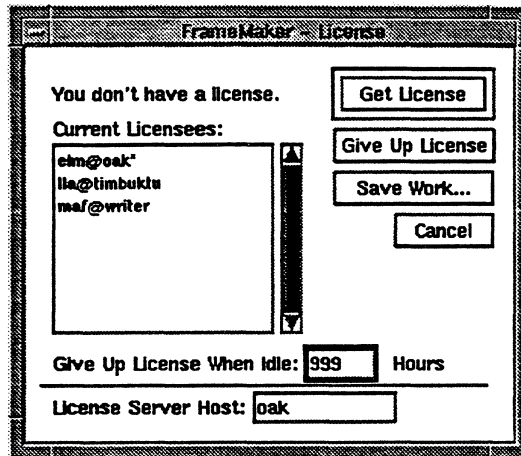 FrameMaker - License
You don't have a license.
Get License
Current Licensees:
Give Up License
elm@oak*
lia@timbuktu
maf@writer
Save Work...
Cancel
Give Up License When Idle: 999 Hours
License Server Host: oak